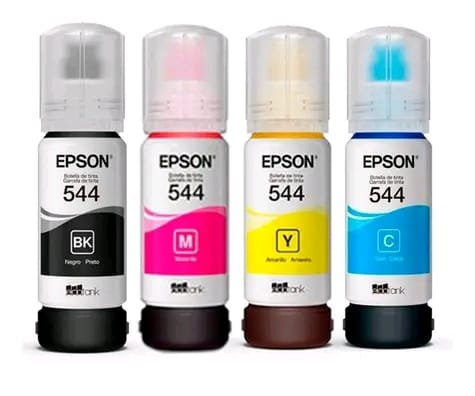 EPSON
Botella de tinta
Garrafa de tinta
544
BK
Negro Preto
EPSON
Botella de tinta
Garrafa de tinta
544
M
Magenta
EPSON
Botella de tinta
Garrafa de tinta
544
Y
Amarillo Amarelo
EPSON
Botella de tinta
Garrafa de tinta
544
C